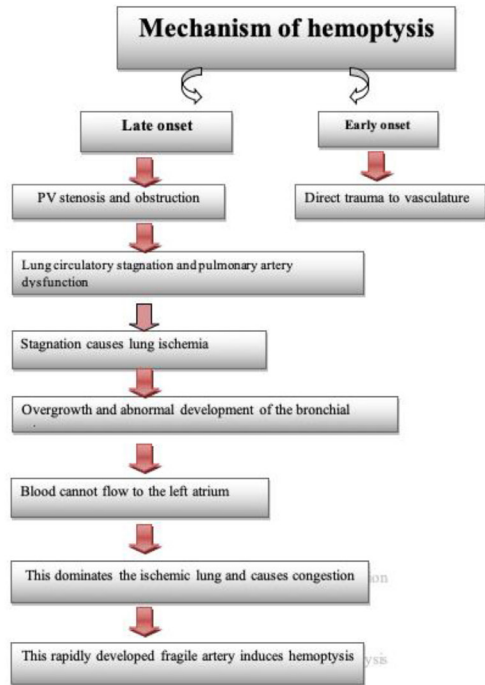 Mechanism of hemoptysis
Late onset
Early onset
PV stenosis and obstruction
Direct trauma to vasculature
Lung circulatory stagnation and pulmonary artery
dysfunction
Stagnation causes lung ischemia
Overgrowth and abnormal development of the bronchial
Blood cannot flow to the left atrium
This dominates the ischemic lung and causes congestion
This rapidly developed fragile artery induces hemoptysis